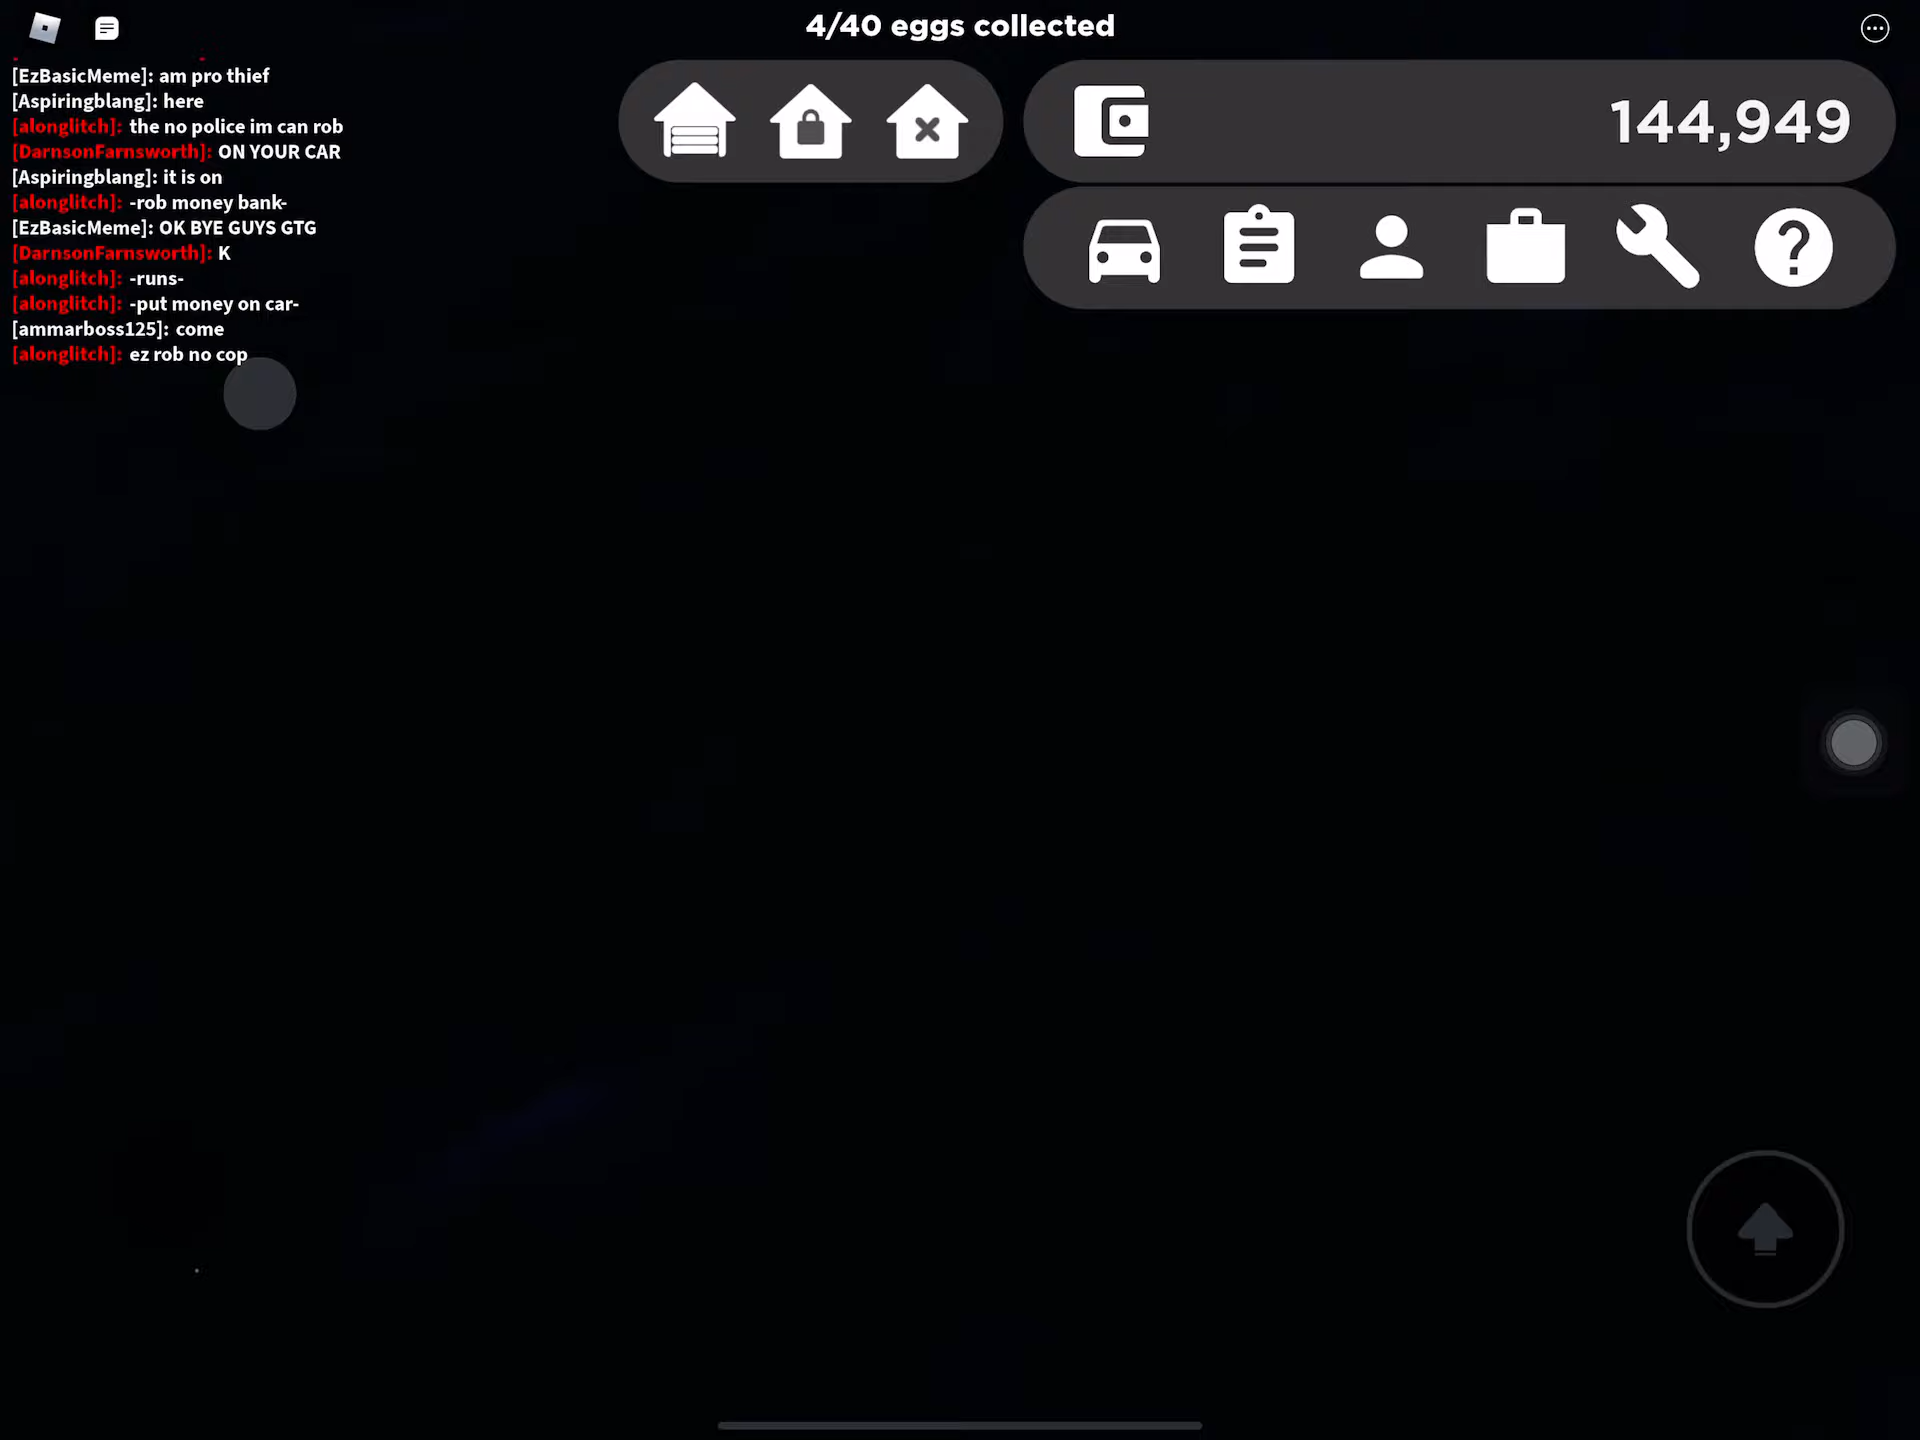 4/40 eggs collected
[EzBasicMeme]: am pro thief
[Aspiringblang]: here
[alonglitch]: the no police im can rob
[DarnsonFarnsworth]: ON YOUR CAR
[Aspiringblang]: it is on
[alonglitch]: -rob money bank-
[EzBasicMeme]: OK BYE GUYS GTG
[DarnsonFarnsworth]: K
[alonglitch]: -runs-
[alonglitch]: -put money on car-
[ammarboss125]: come
[alonglitch]: ez rob no cop
144,949